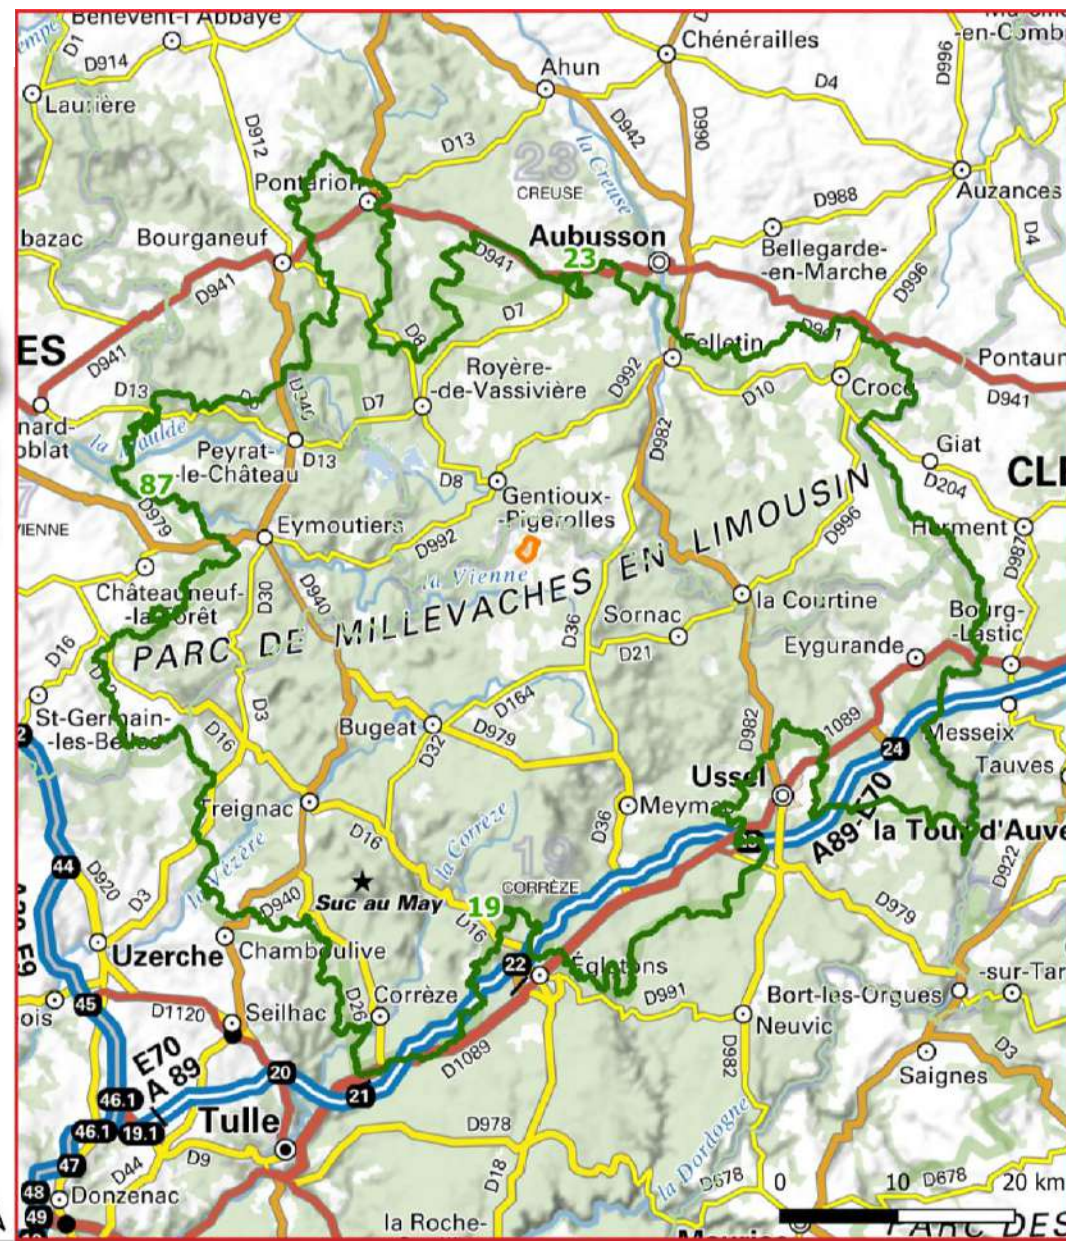 Bénévent-l'Abbaye
D1
D914
Chénérailles
Ahun
D996
D4
Laurière
D912
D13
D942
D990
la Creuse
23
CREUSE
Pontarion
Auzances
D988
bazac
Bourganeuf
Aubusson
23
D941
Bellegarde-
-en-Marche
D4
D996
D941
D7
D8
Felletin
ES
D941
Royère-
-de-Vassivière
D992
D10
Crocq
Pontaum
D941
D13
D7
D982
nard-
oblat
Peyrat-
-le-Château
D13
Giat
D204
CLE
87
D979
D8
Gentioux-
-Pigerolles
D996
Herment
D987
IENNE
Eymoutiers
D992
la Vienne
PARC DE MILLEVACHES EN LIMOUSIN
Châteauneuf-
-la-Forêt
D30
D940
D36
Sornac
la Courtine
D21
Bourg-
-Lastic
Eygurande
D16
D3
St-Germain-
-les-Belles
D16
Bugeat
D164
D979
D32
D982
1089
24
Messeix
Ussel
Tauves
Treignac
D16
D36
Meymac
A89-E70
la Tour d'Auve
44
D920
D3
la Vézère
la Corrèze
19
CORRÈZE
Suc au May
19
D16
D940
D922
D979
Uzerche
Chamboulive
22
Égletons
D991
-sur-Tar
Bort-les-Orgues
ois
45
D1120
Seilhac
D26
Corrèze
Neuvic
D1089
D982
D3
Saignes
E70
A 89
20
21
46.1
46.1
19.1
Tulle
D978
D18
la Dordogne
47
D44
D9
D678
D678
48
Donzenac
49
la Roche-
0 10 20 km
PARC DES